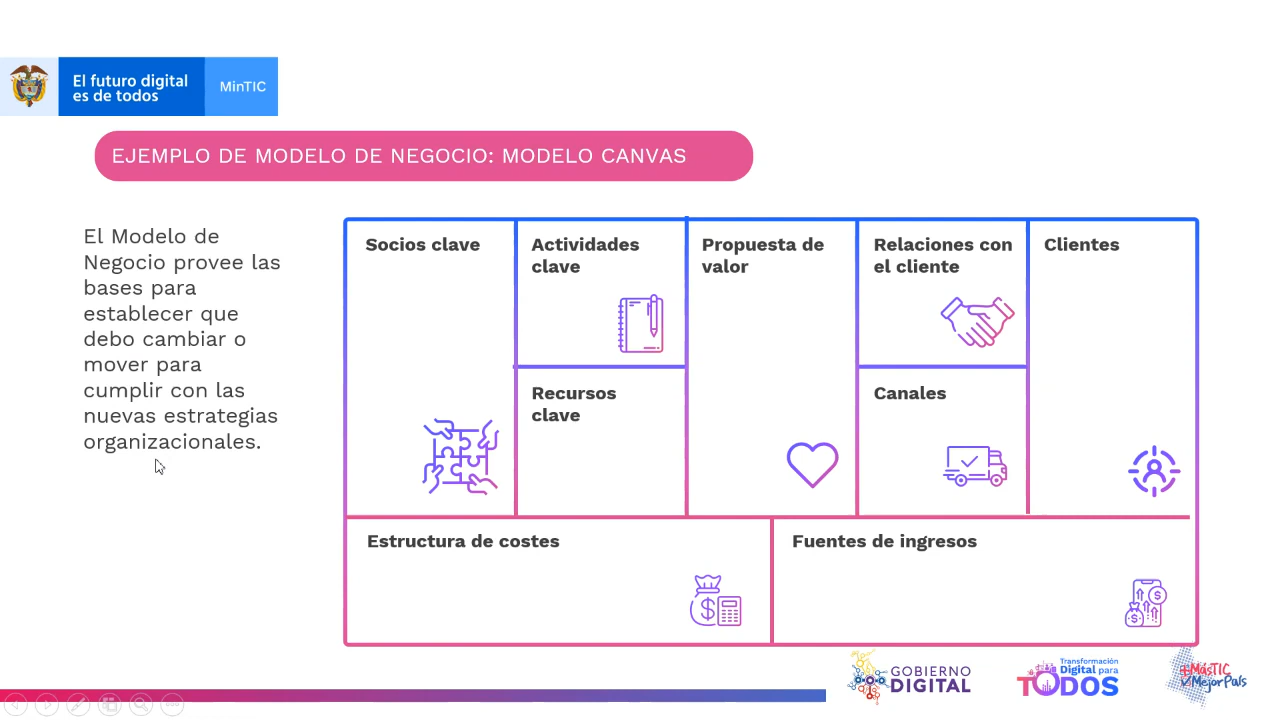 El futuro digital
es de todos
MinTIC
EJEMPLO DE MODELO DE NEGOCIO: MODELO CANVAS
El Modelo de
Negocio provee las
bases para
establecer que
debo cambiar o
mover para
cumplir con las
nuevas estrategias
organizacionales.
Socios clave
Actividades
clave
Recursos
clave
Propuesta de
valor
Relaciones con
el cliente
Canales
Clientes
Estructura de costes
Fuentes de ingresos
GOBIERNO
DIGITAL
Transformación
Digital para
TODOS
+MásTIC
✓MejorPaís